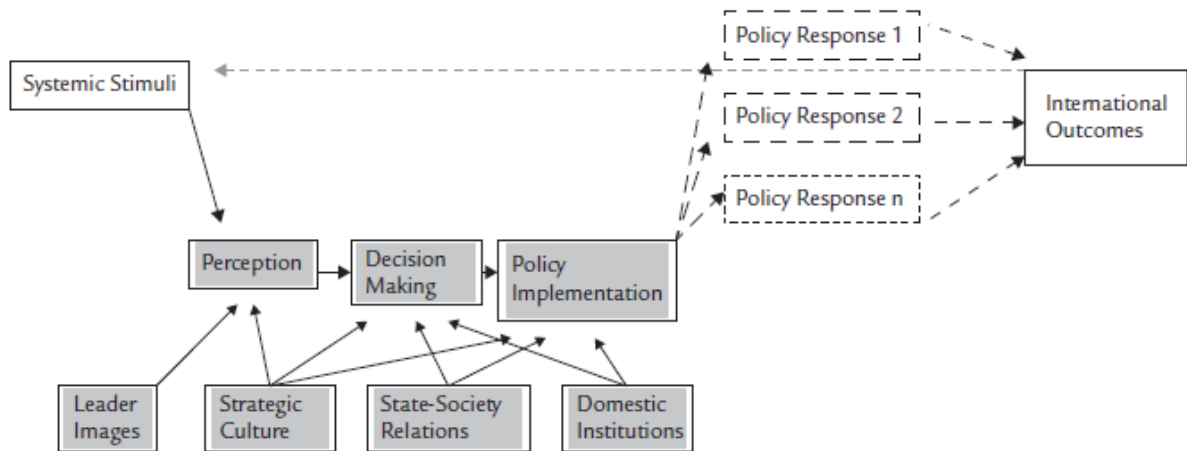 Policy Response 1
Systemic Stimuli
Policy Response 2
International
Outcomes
Policy Response n
Perception
Decision
Making
Policy
Implementation
Leader
Images
Strategic
Culture
State-Society
Relations
Domestic
Institutions